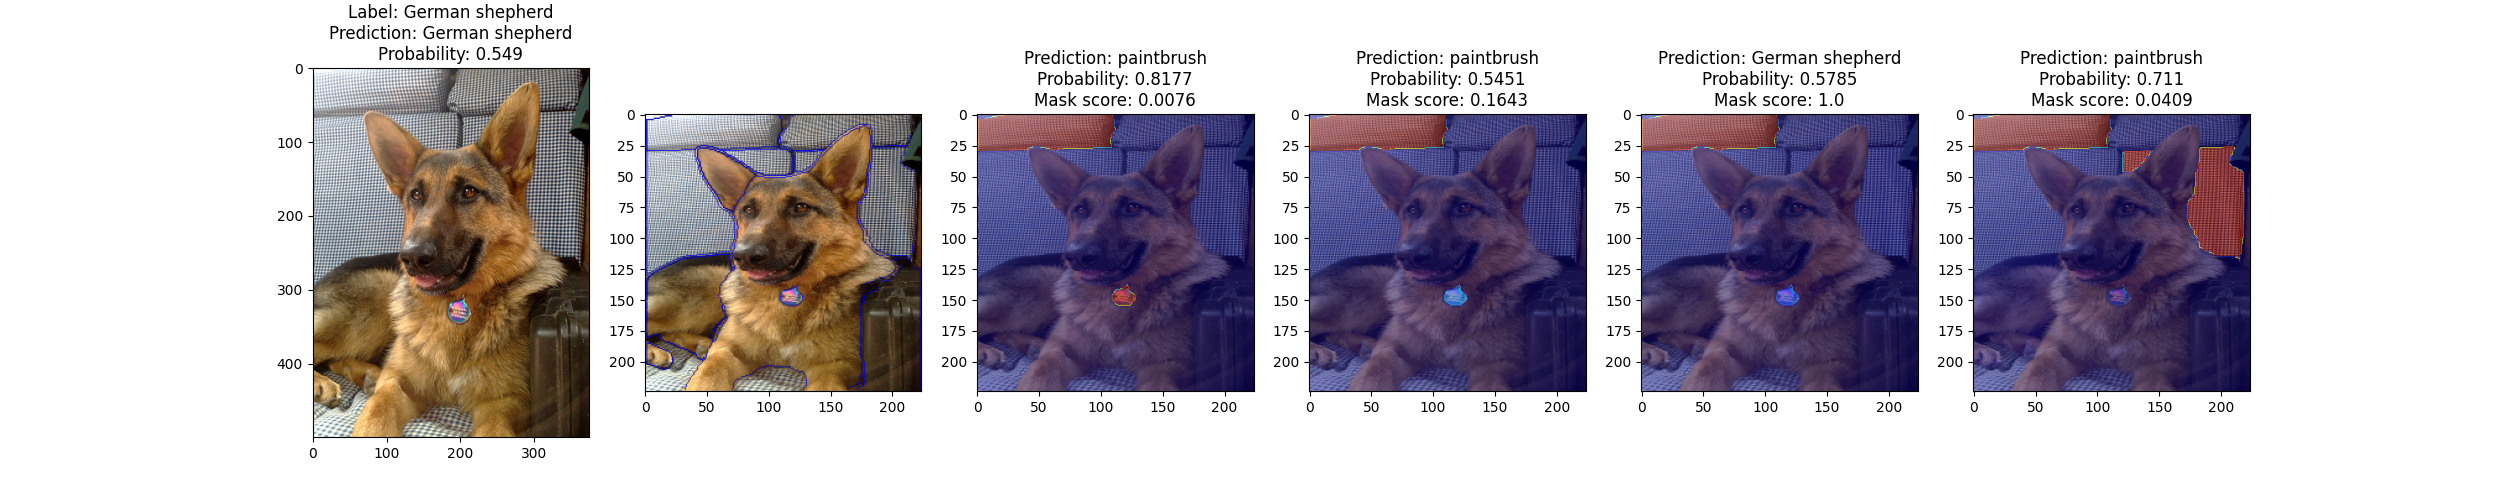 Label: German shepherd
Prediction: German shepherd
Probability: 0.549
0
100
200
300
400
0 100 200 300
0
25
50
75
100
125
150
175
200
0 50 100 150 200
Prediction: paintbrush
Probability: 0.8177
Mask score: 0.0076
0
25
50
75
100
125
150
175
200
0 50 100 150 200
Prediction: paintbrush
Probability: 0.5451
Mask score: 0.1643
0
25
50
75
100
125
150
175
200
0 50 100 150 200
Prediction: German shepherd
Probability: 0.5785
Mask score: 1.0
0
25
50
75
100
125
150
175
200
0 50 100 150 200
Prediction: paintbrush
Probability: 0.711
Mask score: 0.0409
0
25
50
75
100
125
150
175
200
0 50 100 150 200